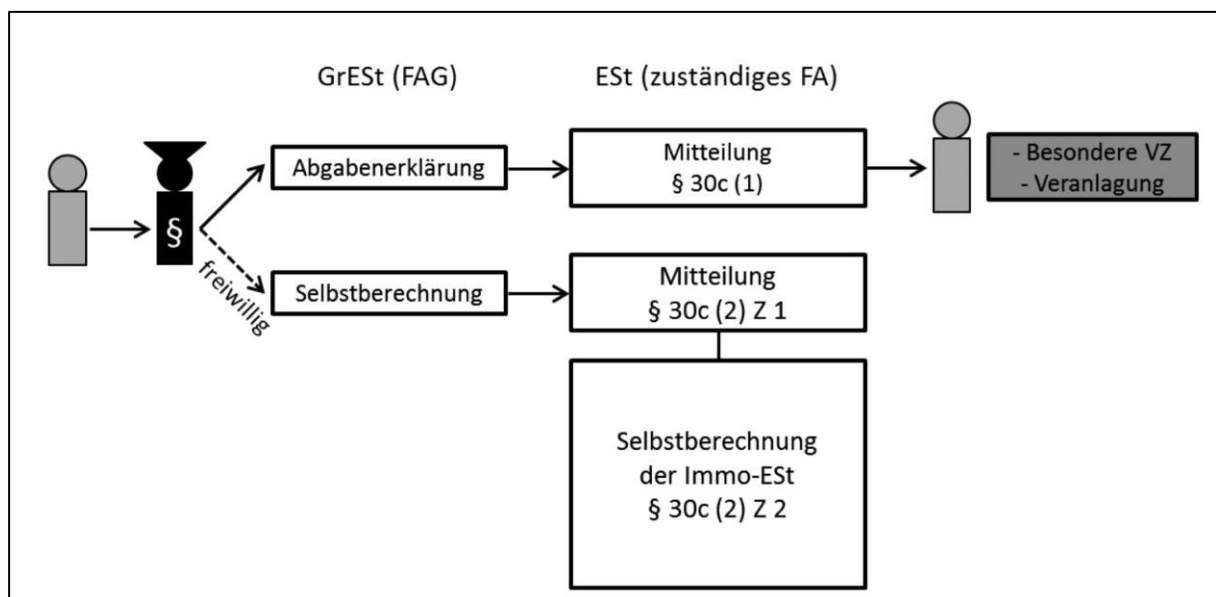 GrESt (FAG)
ESt (zuständiges FA)
§
freiwillig
Abgabenerklärung
Mitteilung
§ 30c (1)
- Besondere VZ
- Veranlagung
Selbstberechnung
Mitteilung
§ 30c (2) Z 1
Selbstberechnung
der Immo-ESt
§ 30c (2) Z 2